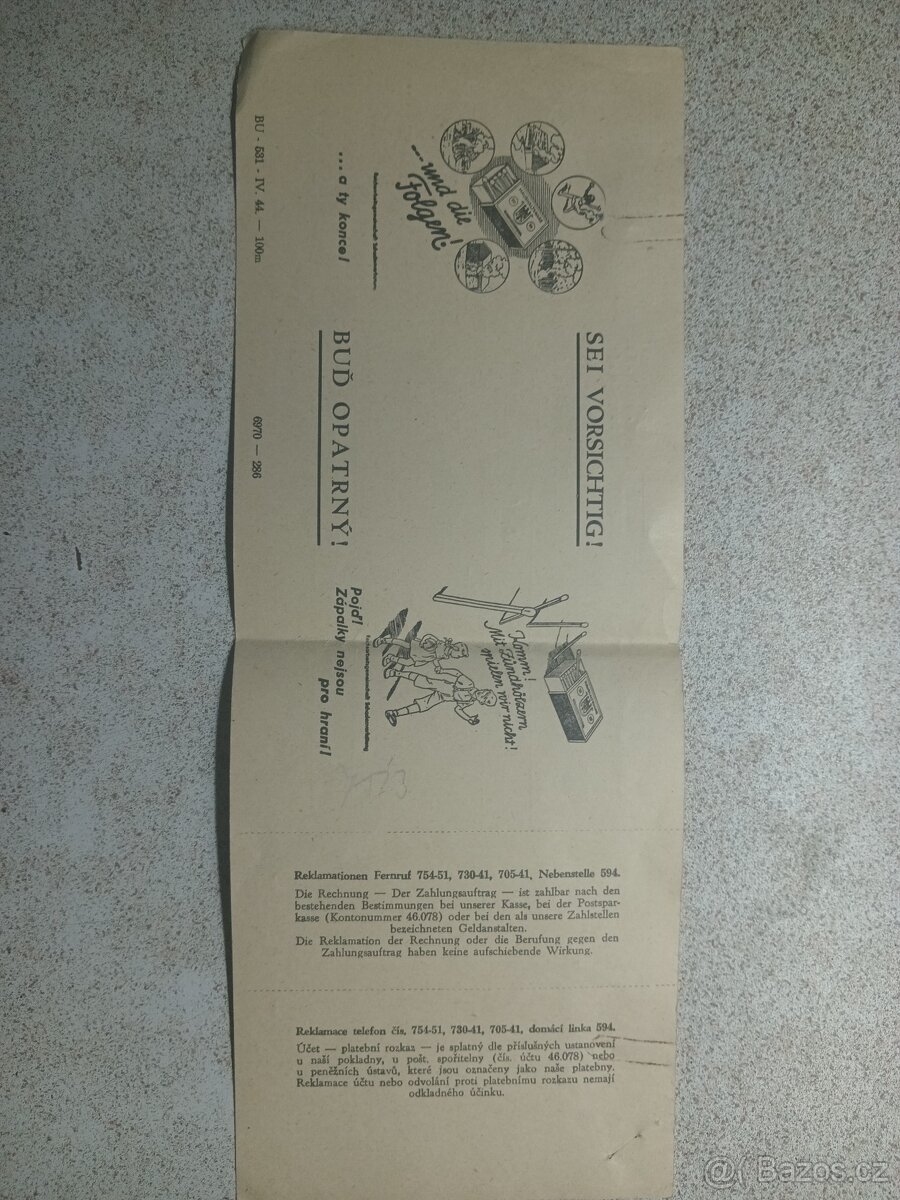 SEI VORSICHTIG!
...und die
Folgen!
... a ty konce!
BUĎ OPATRNÝ!
Komm!
Mit Zündhölzern
spielen wir nicht!
Pojď!
Zápalky nejsou
pro hraní!
BU - 531 - IV. 44. — 100m
6970 — 286
Reklamationen Fernruf 754-51, 730-41, 705-41, Nebenstelle 594.
Die Rechnung — Der Zahlungsauftrag — ist zahlbar nach den
bestehenden Bestimmungen bei unserer Kasse, bei der Postspar-
kasse (Kontonummer 46.078) oder bei den als unsere Zahlstellen
bezeichneten Geldanstalten.
Die Reklamation der Rechnung oder die Berufung gegen den
Zahlungsauftrag haben keine aufschiebende Wirkung.
Reklamace telefon čís. 754-51, 730-41, 705-41, domácí linka 594.
Účet — platební rozkaz — je splatný dle příslušných ustanovení
u naší pokladny, u pošt. spořitelny (čís. účtu 46.078) nebo
u peněžních ústavů, které jsou označeny jako naše platebny.
Reklamace účtu nebo odvolání proti platebnímu rozkazu nemají
odkladného účinku.
@( Bazos.cz